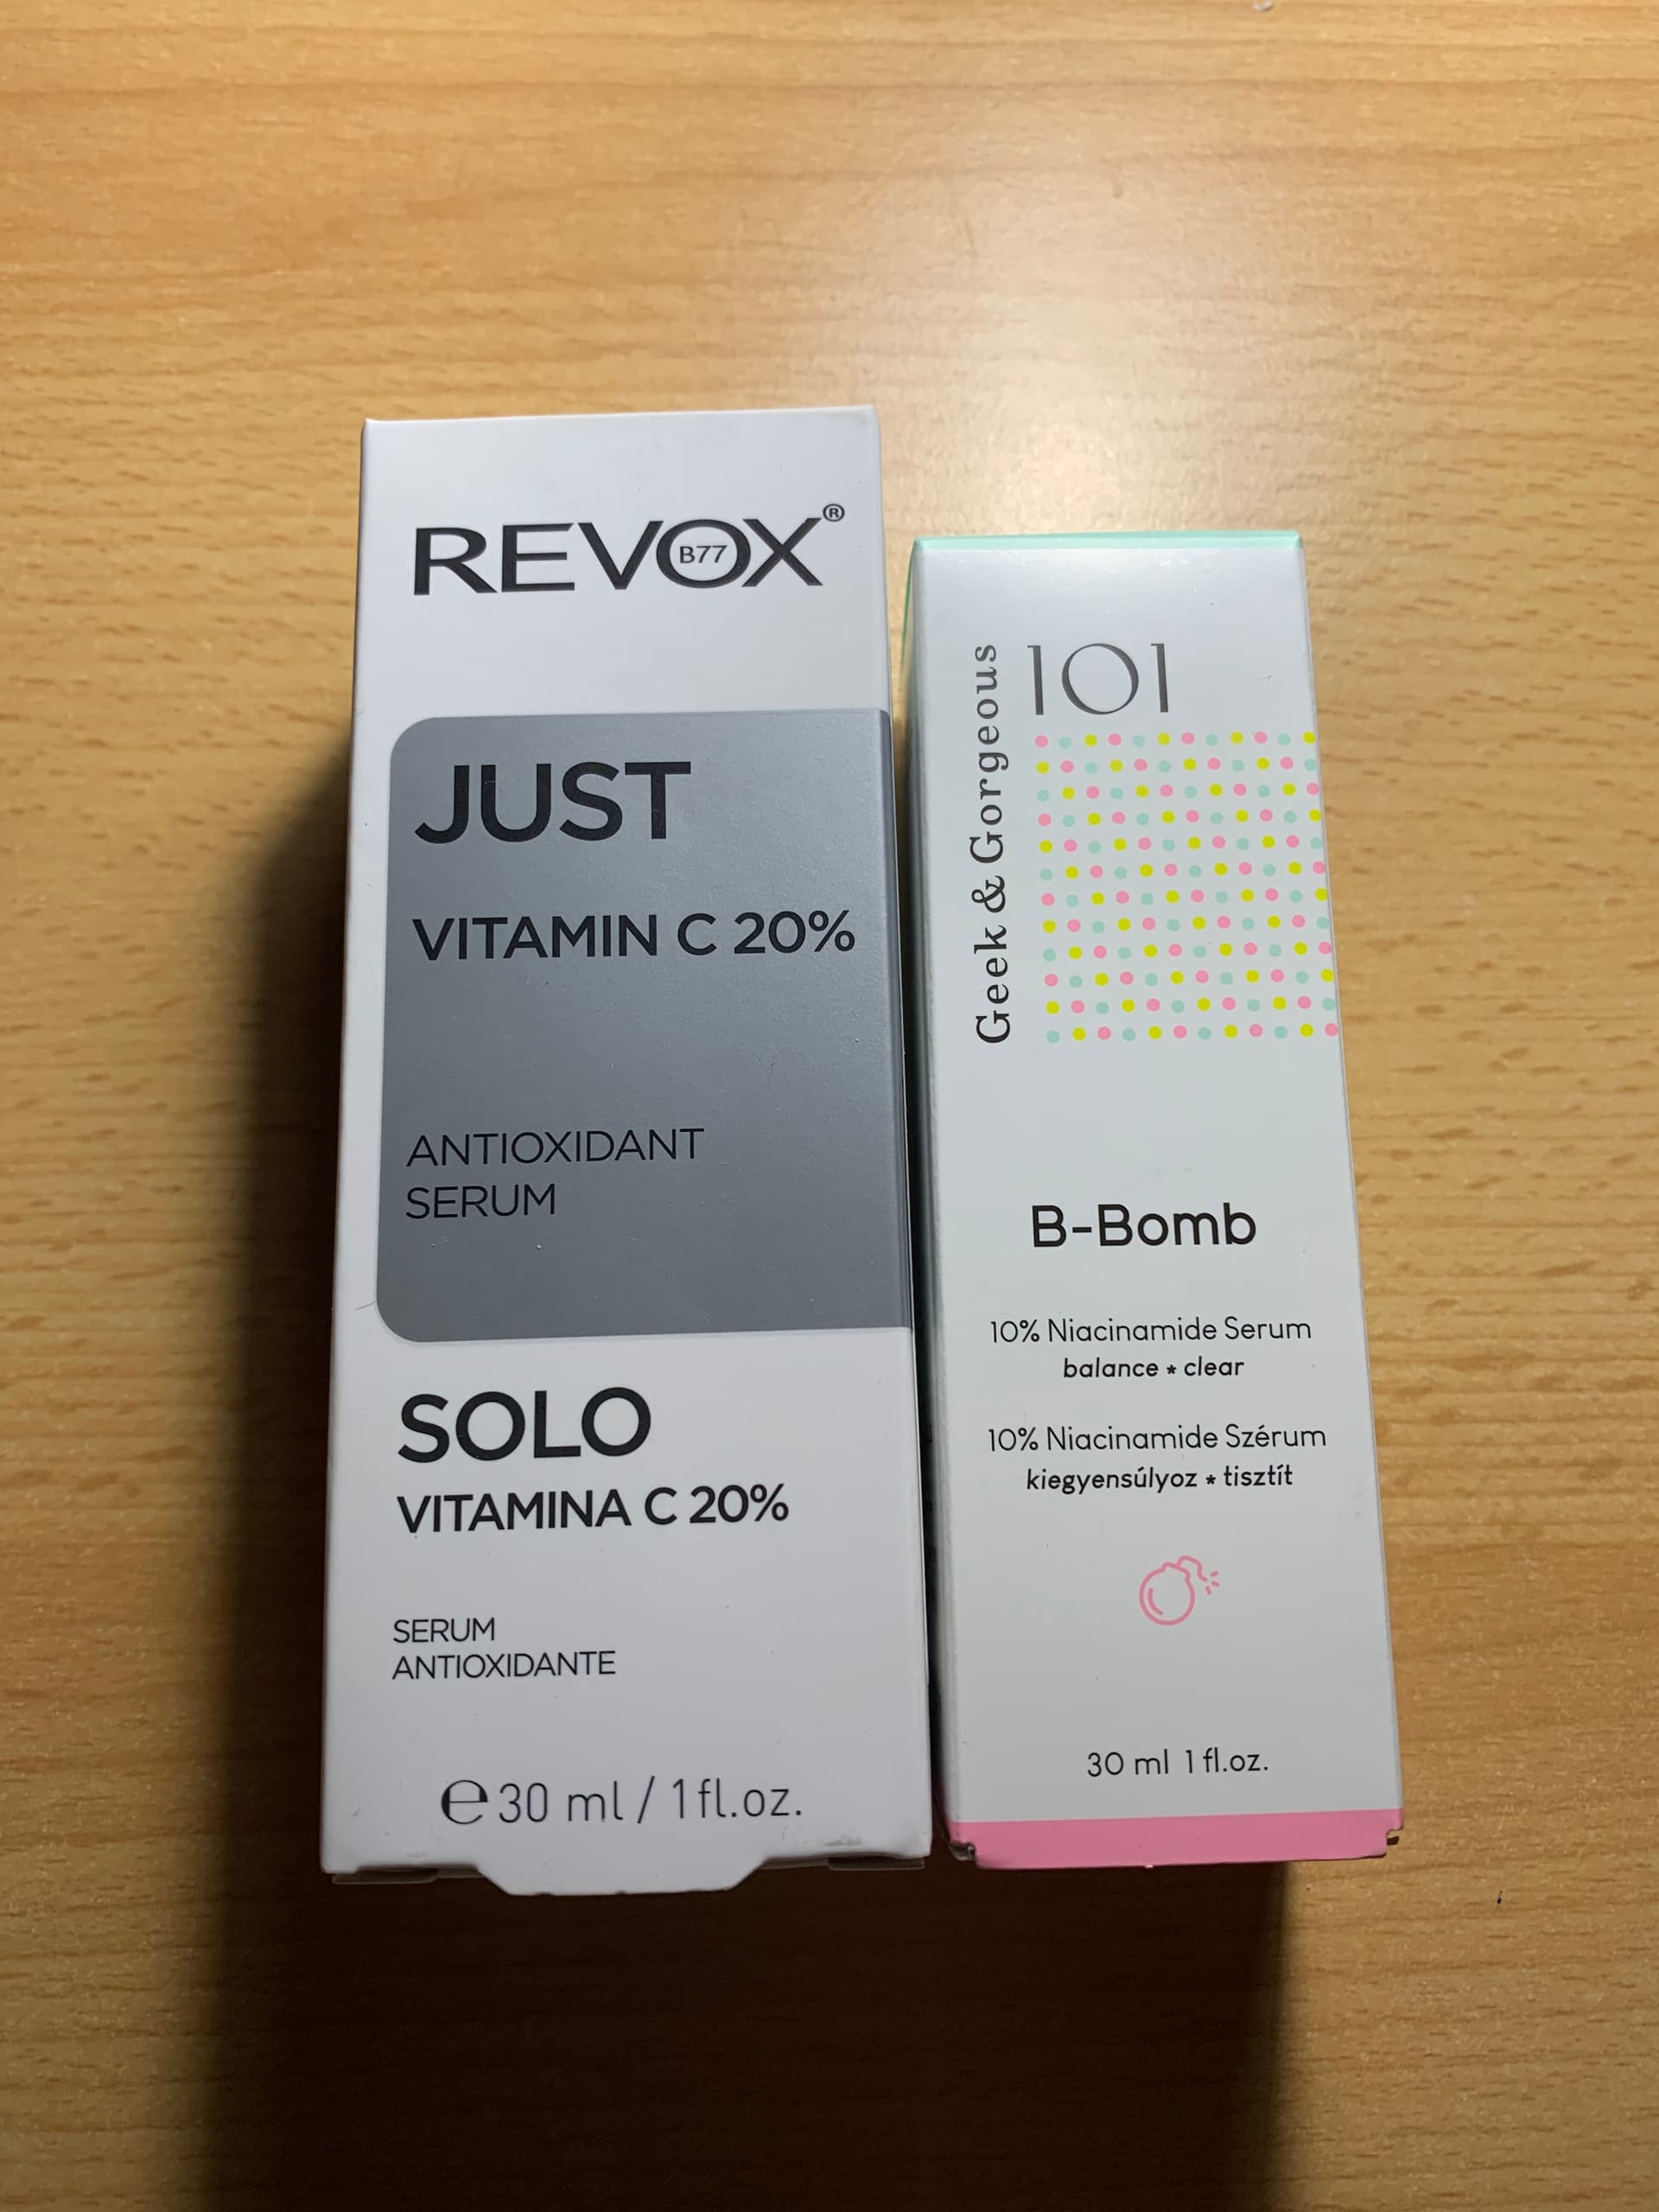 REVOX®
B77
JUST
VITAMIN C 20%
ANTIOXIDANT
SERUM
SOLO
VITAMINA C 20%
SERUM
ANTIOXIDANTE
℮ 30 ml / 1 fl.oz.
Geek & Gorgeous
101
B-Bomb
10% Niacinamide Serum
balance * clear
10% Niacinamide Szérum
kiegyensúlyoz * tisztít
30 ml 1 fl.oz.